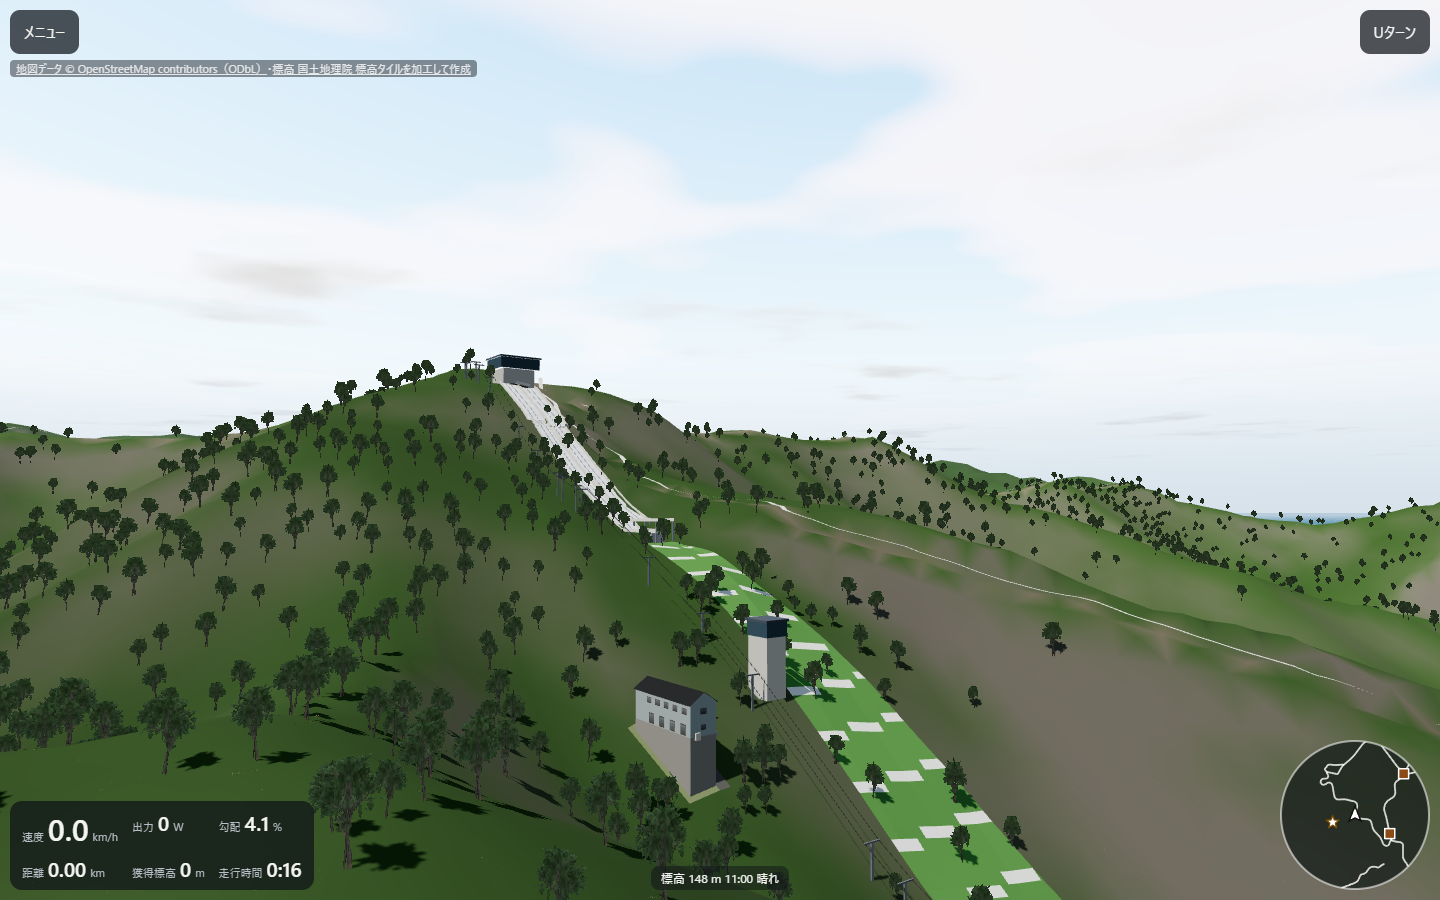 メニュー
Uターン
地図データ © OpenStreetMap contributors（ODbL）・標高 国土地理院 標高タイルを加工して作成
速度 0.0 km/h 出力 0 W 勾配 4.1 %
距離 0.00 km 獲得標高 0 m 走行時間 0:16
標高 148 m 11:00 晴れ